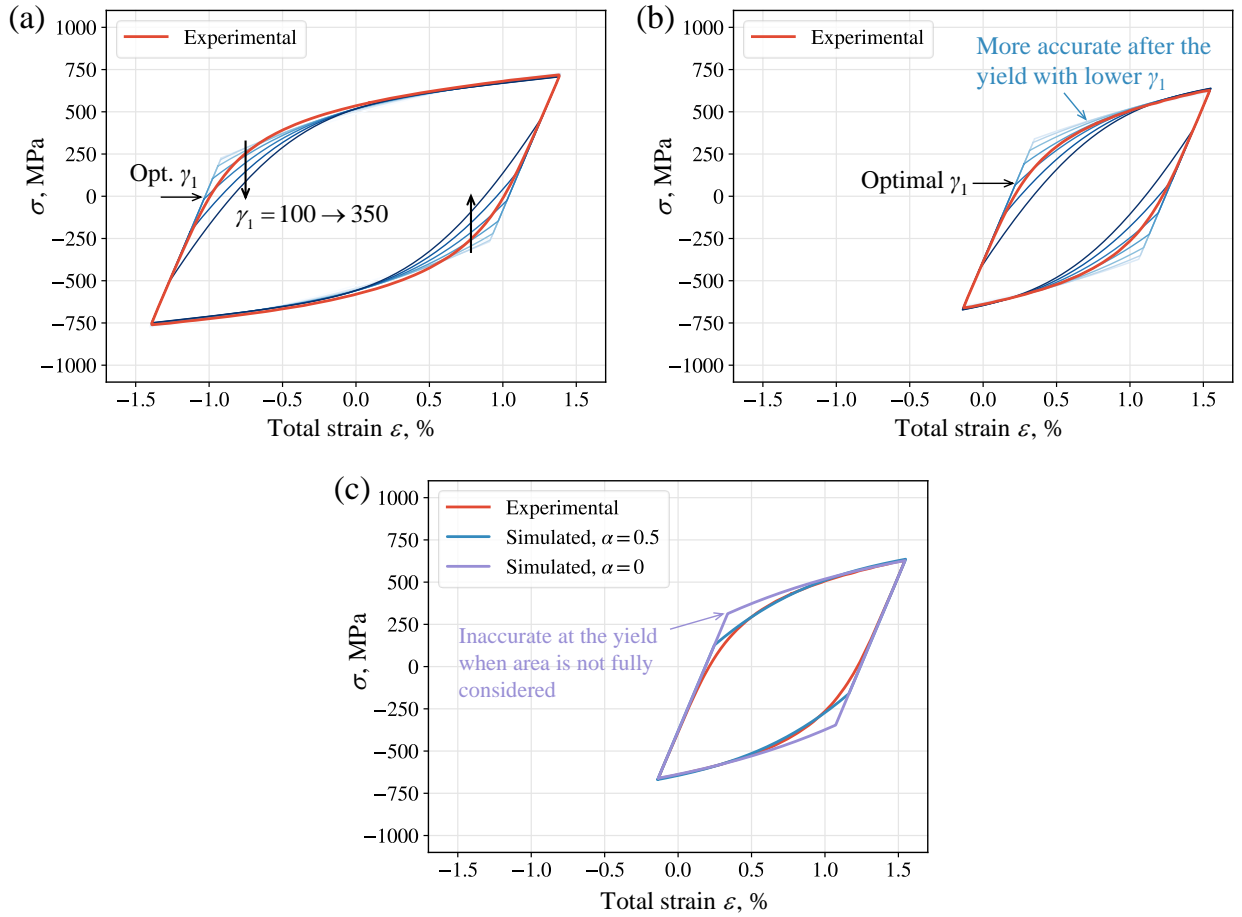 (a)
Experimental
1000
750
500
250
0
−250
−500
−750
−1000
σ, MPa
Opt. γ₁
γ₁ = 100 → 350
−1.5 −1.0 −0.5 0.0 0.5 1.0 1.5
Total strain ε, %
(b)
Experimental
More accurate after the
yield with lower γ₁
1000
750
500
250
0
−250
−500
−750
−1000
σ, MPa
Optimal γ₁
−1.5 −1.0 −0.5 0.0 0.5 1.0 1.5
Total strain ε, %
(c)
Experimental
Simulated, α = 0.5
Simulated, α = 0
1000
750
500
250
0
−250
−500
−750
−1000
σ, MPa
Inaccurate at the yield
when area is not fully
considered
−1.5 −1.0 −0.5 0.0 0.5 1.0 1.5
Total strain ε, %